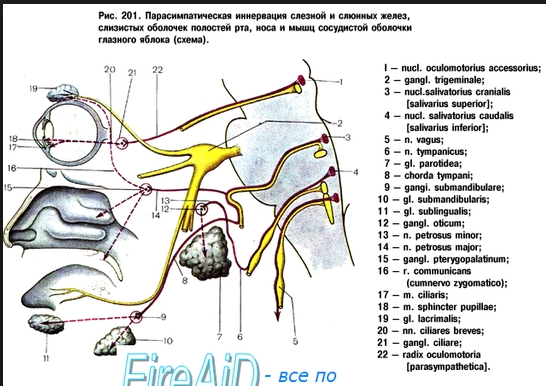 Рис. 201. Парасимпатическая иннервация слезной и слюнных желез,
слизистых оболочек полостей рта, носа и мышц сосудистой оболочки
глазного яблока (схема).
20
21
22
19
1
2
3
18
17
16
4
15
14
13
12
8
9
11
10
7
6
5
I — nucl. oculomotorius accessorius;
2 — gangl. trigeminale;
3 — nucl.salivatorius cranialis
[salivarius superior];
4 — nucl. salivatorius caudalis
[salivarius inferior];
5 — n. vagus;
6 — n. tympanicus;
7 — gl. parotidea;
8 — chorda tympani;
9 — gangi. submandibulare;
10 — gl. submandibularis;
11 — gl. sublingualis;
12 — gangl. oticum;
13 — n. petrosus minor;
14 — n. petrosus major;
15 — gangl. pterygopalatinum;
16 — r. communicans
(cumnervo zygomatico);
17 — m. ciliaris;
18 — m. sphincter pupillae;
19 — gl. lacrimalis;
20 — nn. ciliares breves;
21 — gangl. ciliare;
22 — radix oculomotoria
[parasympathetica].
FireAiD - все по